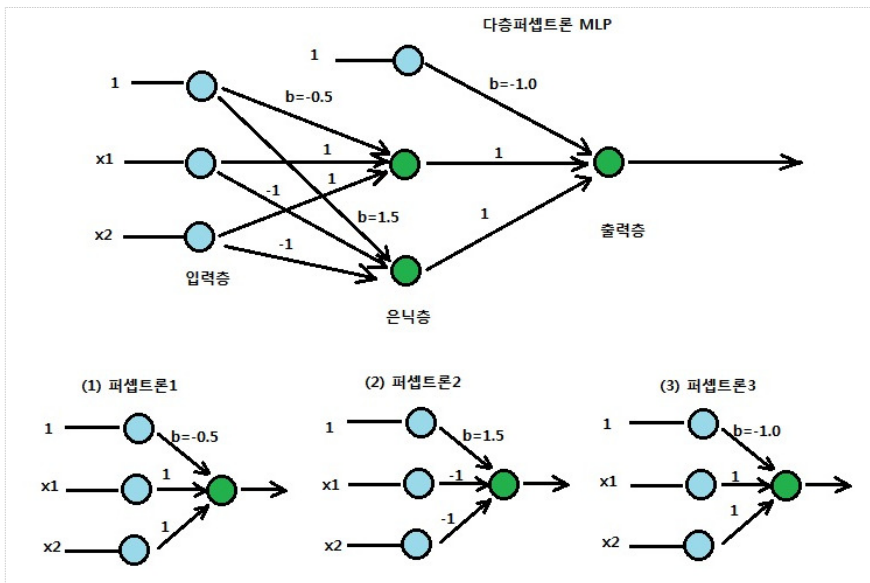 다층퍼셉트론 MLP
1
1
b=-1.0
b=-0.5
x1
1
1
1
-1
b=1.5
1
x2
-1
출력층
입력층
은닉층
(1) 퍼셉트론1
(2) 퍼셉트론2
(3) 퍼셉트론3
1
b=-0.5
x1
1
x2
1
1
b=1.5
x1
-1
x2
-1
1
b=-1.0
x1
1
x2
1